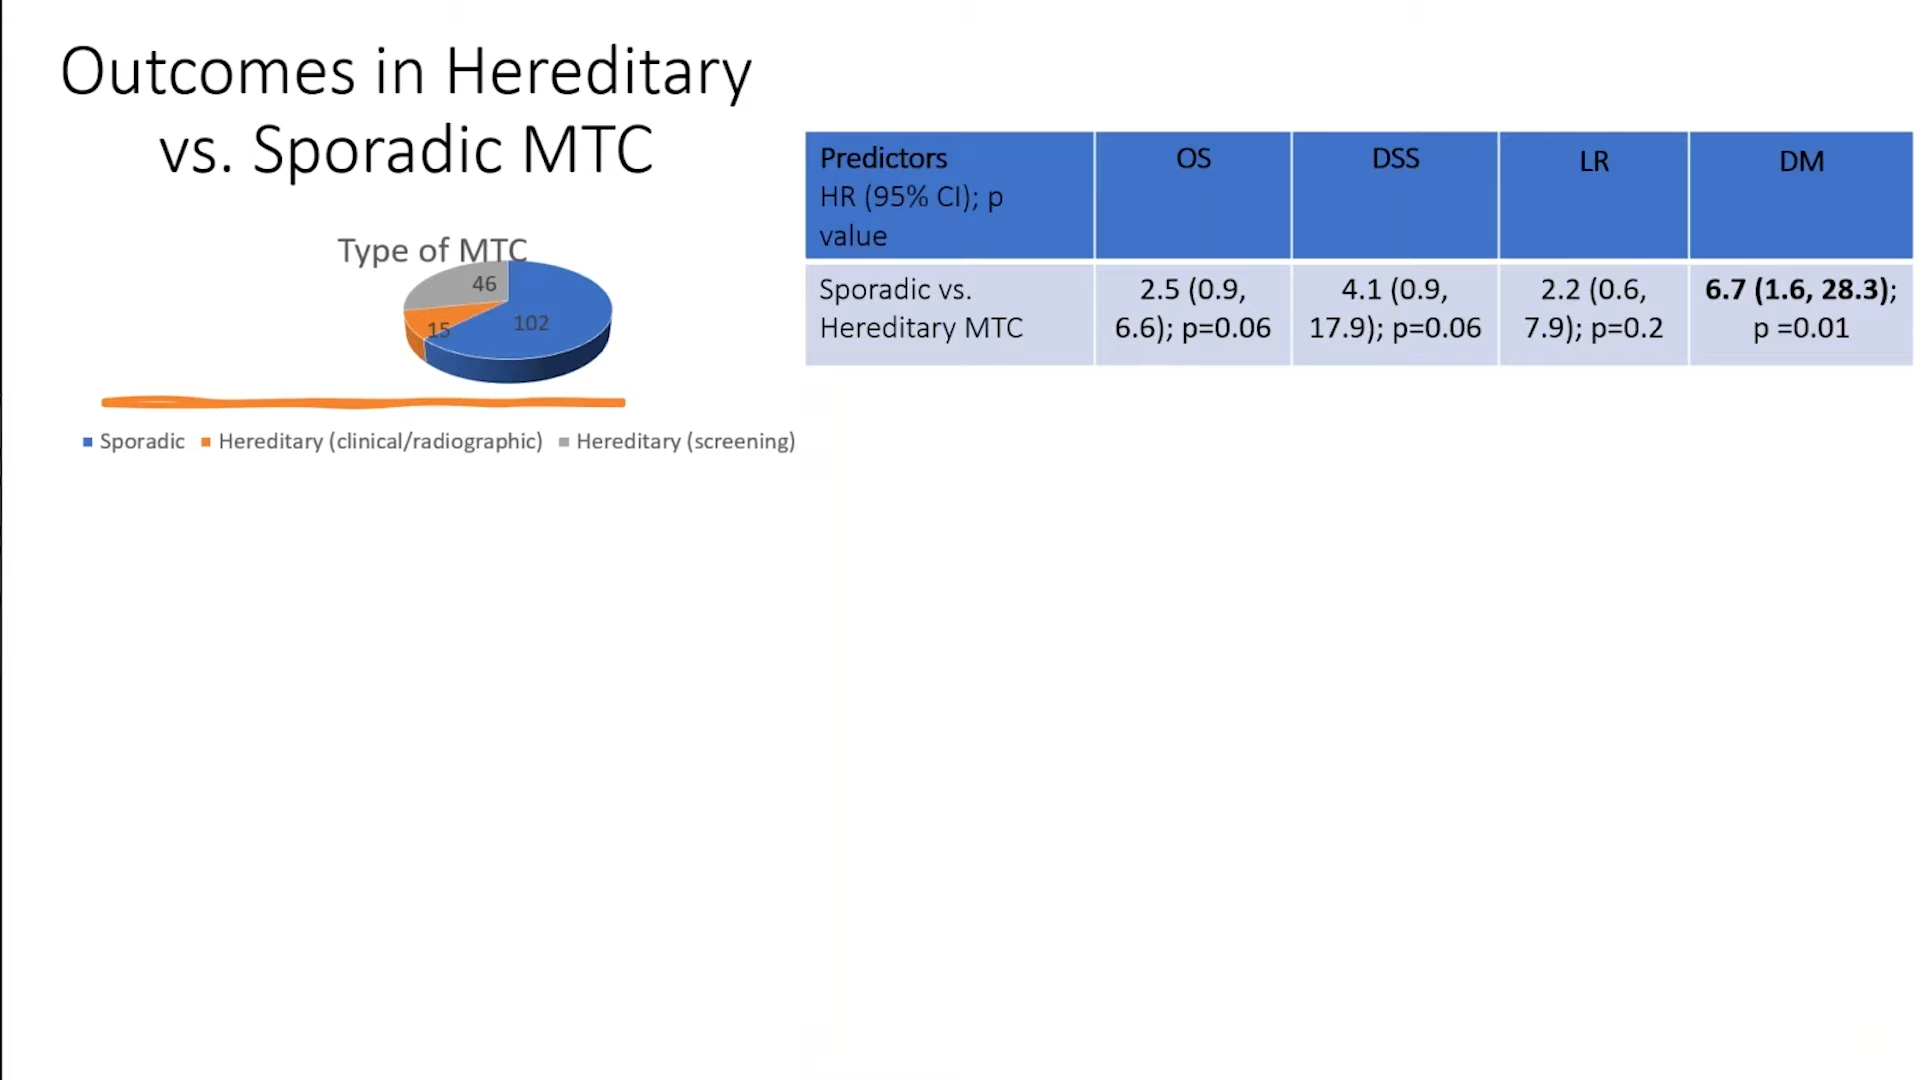 Outcomes in Hereditary
vs. Sporadic MTC
Type of MTC
46
15
102
Sporadic Hereditary (clinical/radiographic) Hereditary (screening)
Predictors
HR (95% CI); p
value
OS
DSS
LR
DM
Sporadic vs.
Hereditary MTC
2.5 (0.9,
6.6); p=0.06
4.1 (0.9,
17.9); p=0.06
2.2 (0.6,
7.9); p=0.2
6.7 (1.6, 28.3);
p =0.01